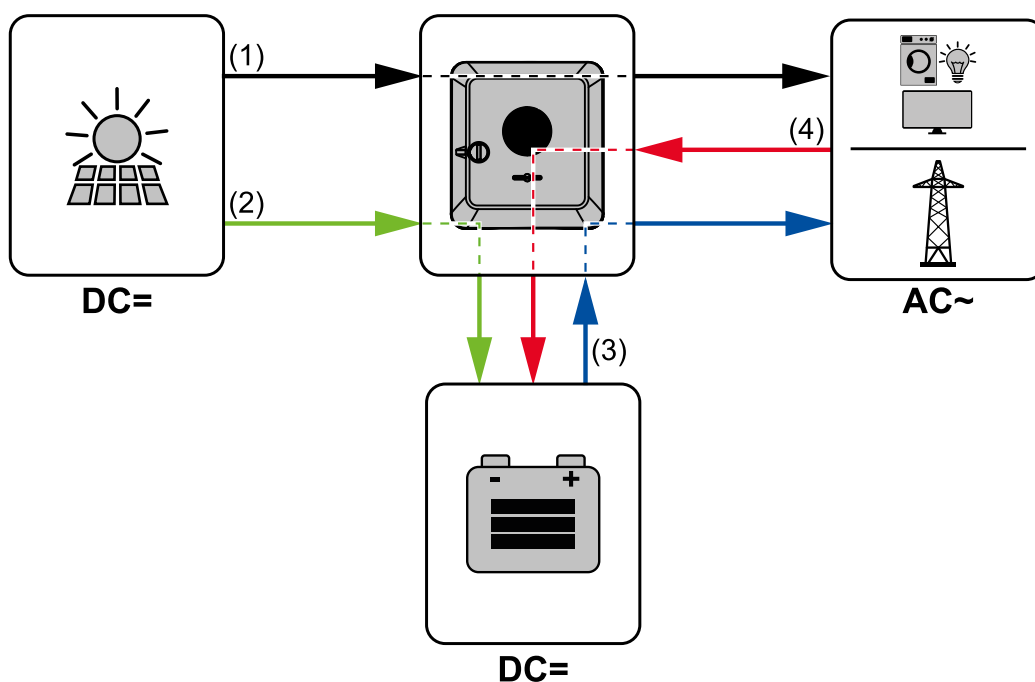 (1)
(4)
(2)
DC=
AC~
(3)
- +
DC=